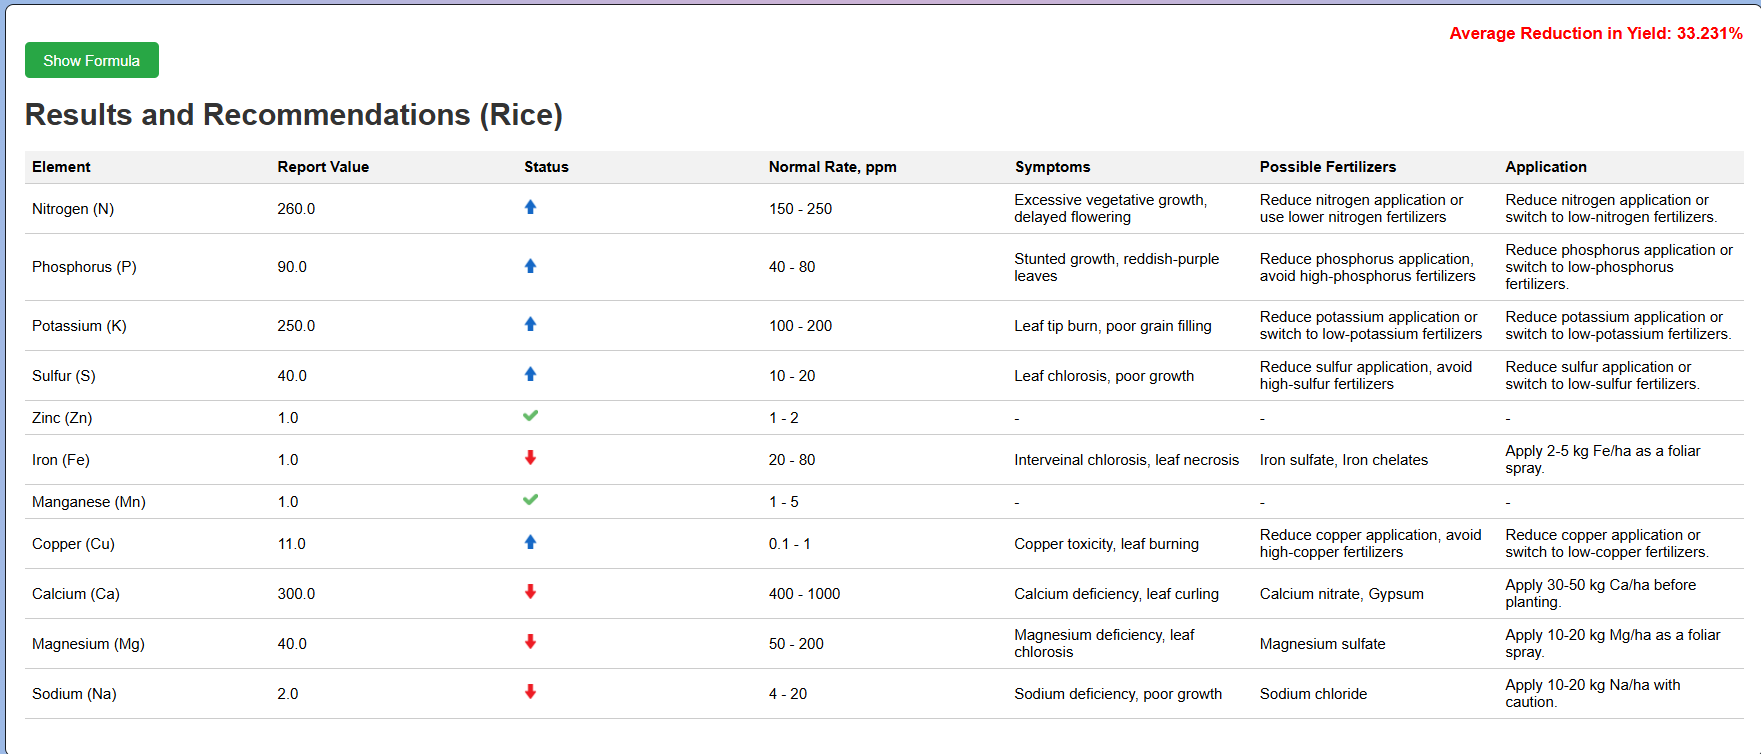 Average Reduction in Yield: 33.231%
Show Formula
Results and Recommendations (Rice)
Element Report Value Status Normal Rate, ppm Symptoms Possible Fertilizers Application
Nitrogen (N) 260.0 150 - 250 Excessive vegetative growth, Reduce nitrogen application or Reduce nitrogen application or
delayed flowering use lower nitrogen fertilizers switch to low-nitrogen fertilizers.
Phosphorus (P) 90.0 40 - 80 Stunted growth, reddish-purple Reduce phosphorus application, Reduce phosphorus application or
leaves avoid high-phosphorus fertilizers switch to low-phosphorus
fertilizers.
Potassium (K) 250.0 100 - 200 Leaf tip burn, poor grain filling Reduce potassium application or Reduce potassium application or
switch to low-potassium fertilizers switch to low-potassium fertilizers.
Sulfur (S) 40.0 10 - 20 Leaf chlorosis, poor growth Reduce sulfur application, avoid Reduce sulfur application or
high-sulfur fertilizers switch to low-sulfur fertilizers.
Zinc (Zn) 1.0 1 - 2 - - -
Iron (Fe) 1.0 20 - 80 Interveinal chlorosis, leaf necrosis Iron sulfate, Iron chelates Apply 2-5 kg Fe/ha as a foliar
spray.
Manganese (Mn) 1.0 1 - 5 - - -
Copper (Cu) 11.0 0.1 - 1 Copper toxicity, leaf burning Reduce copper application, avoid Reduce copper application or
high-copper fertilizers switch to low-copper fertilizers.
Calcium (Ca) 300.0 400 - 1000 Calcium deficiency, leaf curling Calcium nitrate, Gypsum Apply 30-50 kg Ca/ha before
planting.
Magnesium (Mg) 40.0 50 - 200 Magnesium deficiency, leaf Magnesium sulfate Apply 10-20 kg Mg/ha as a foliar
chlorosis spray.
Sodium (Na) 2.0 4 - 20 Sodium deficiency, poor growth Sodium chloride Apply 10-20 kg Na/ha with
caution.